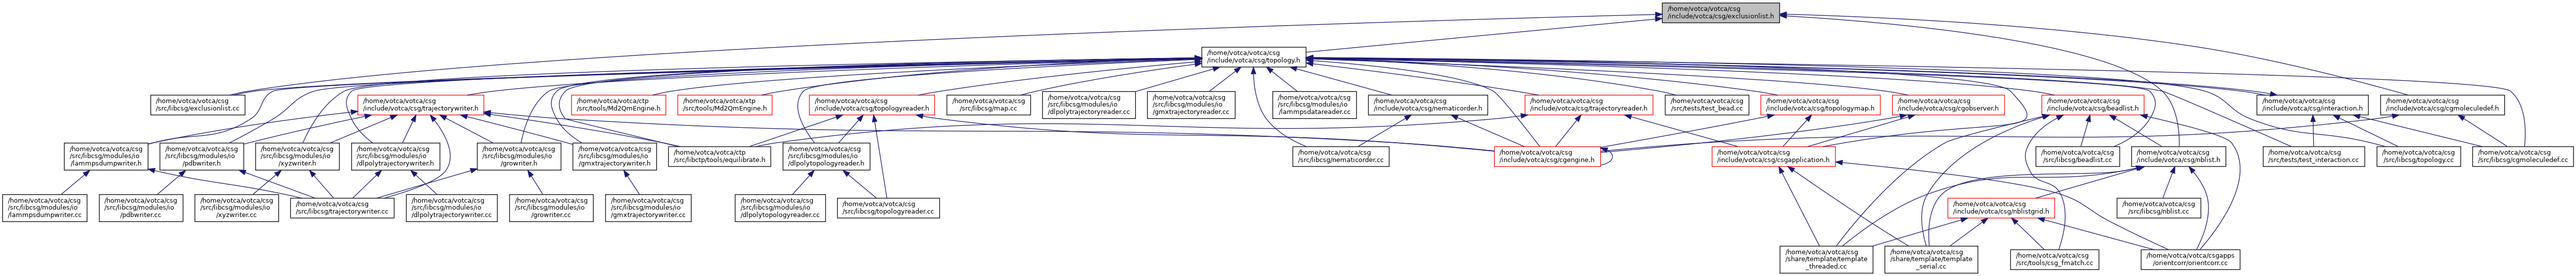 /home/votca/votca/csg
/include/votca/csg/exclusionlist.h
/home/votca/votca/csg
/include/votca/csg/topology.h
/home/votca/votca/csg
/src/libcsg/exclusionlist.cc
/home/votca/votca/csg
/include/votca/csg/trajectorywriter.h
/home/votca/votca/ctp
/src/tools/Md2QmEngine.h
/home/votca/votca/xtp
/src/tools/Md2QmEngine.h
/home/votca/votca/csg
/include/votca/csg/topologyreader.h
/home/votca/votca/csg
/src/libcsg/map.cc
/home/votca/votca/csg
/src/libcsg/modules/io
/dlpolytrajectoryreader.cc
/home/votca/votca/csg
/src/libcsg/modules/io
/gmxtrajectoryreader.cc
/home/votca/votca/csg
/src/libcsg/modules/io
/lammpsdatareader.cc
/home/votca/votca/csg
/include/votca/csg/nematicorder.h
/home/votca/votca/csg
/include/votca/csg/trajectoryreader.h
/home/votca/votca/csg
/src/tests/test_bead.cc
/home/votca/votca/csg
/include/votca/csg/topologymap.h
/home/votca/votca/csg
/include/votca/csg/cgobserver.h
/home/votca/votca/csg
/include/votca/csg/beadlist.h
/home/votca/votca/csg
/include/votca/csg/interaction.h
/home/votca/votca/csg
/include/votca/csg/cgmoleculedef.h
/home/votca/votca/csg
/src/libcsg/modules/io
/lammpsdumpwriter.h
/home/votca/votca/csg
/src/libcsg/modules/io
/pdbwriter.h
/home/votca/votca/csg
/src/libcsg/modules/io
/xyzwriter.h
/home/votca/votca/csg
/src/libcsg/modules/io
/dlpolytrajectorywriter.h
/home/votca/votca/csg
/src/libcsg/modules/io
/growriter.h
/home/votca/votca/csg
/src/libcsg/modules/io
/gmxtrajectorywriter.h
/home/votca/votca/ctp
/src/libctp/tools/equilibrate.h
/home/votca/votca/csg
/src/libcsg/modules/io
/dlpolytopologyreader.h
/home/votca/votca/csg
/src/libcsg/nematicorder.cc
/home/votca/votca/csg
/include/votca/csg/cgengine.h
/home/votca/votca/csg
/include/votca/csg/csgapplication.h
/home/votca/votca/csg
/src/libcsg/beadlist.cc
/home/votca/votca/csg
/include/votca/csg/nblist.h
/home/votca/votca/csg
/src/tests/test_interaction.cc
/home/votca/votca/csg
/src/libcsg/topology.cc
/home/votca/votca/csg
/src/libcsg/cgmoleculedef.cc
/home/votca/votca/csg
/src/libcsg/modules/io
/lammpsdumpwriter.cc
/home/votca/votca/csg
/src/libcsg/modules/io
/pdbwriter.cc
/home/votca/votca/csg
/src/libcsg/modules/io
/xyzwriter.cc
/home/votca/votca/csg
/src/libcsg/trajectorywriter.cc
/home/votca/votca/csg
/src/libcsg/modules/io
/dlpolytrajectorywriter.cc
/home/votca/votca/csg
/src/libcsg/modules/io
/growriter.cc
/home/votca/votca/csg
/src/libcsg/modules/io
/gmxtrajectorywriter.cc
/home/votca/votca/csg
/src/libcsg/modules/io
/dlpolytopologyreader.cc
/home/votca/votca/csg
/src/libcsg/topologyreader.cc
/home/votca/votca/csg
/include/votca/csg/nblistgrid.h
/home/votca/votca/csg
/src/libcsg/nblist.cc
/home/votca/votca/csg
/share/template/template
_threaded.cc
/home/votca/votca/csg
/share/template/template
_serial.cc
/home/votca/votca/csg
/src/tools/csg_fmatch.cc
/home/votca/votca/csgapps
/orientcorr/orientcorr.cc